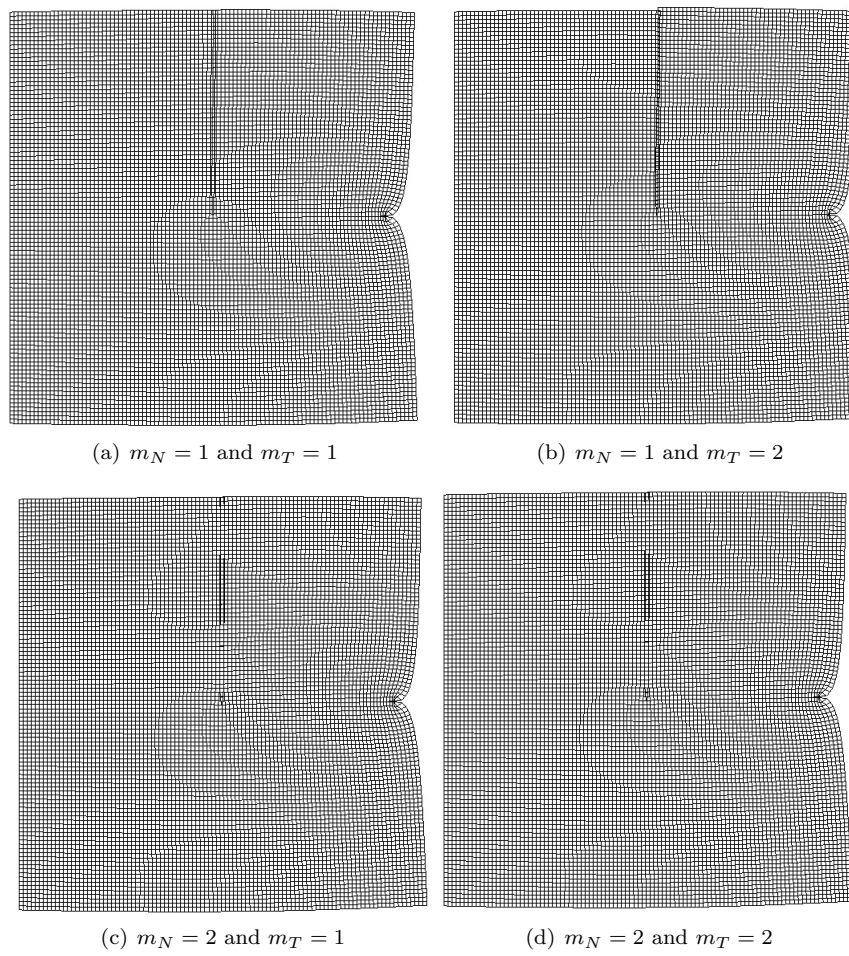 (a) m_N = 1 and m_T = 1
(b) m_N = 1 and m_T = 2
(c) m_N = 2 and m_T = 1
(d) m_N = 2 and m_T = 2